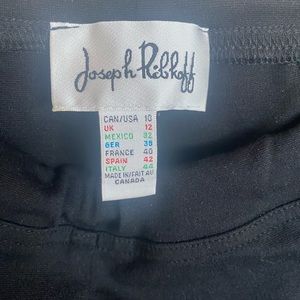 Joseph Ribkoff
CAN/USA 10
UK 12
MEXICO 32
GER 38
FRANCE 40
SPAIN 42
ITALY 44
MADE IN/FAIT AU
CANADA